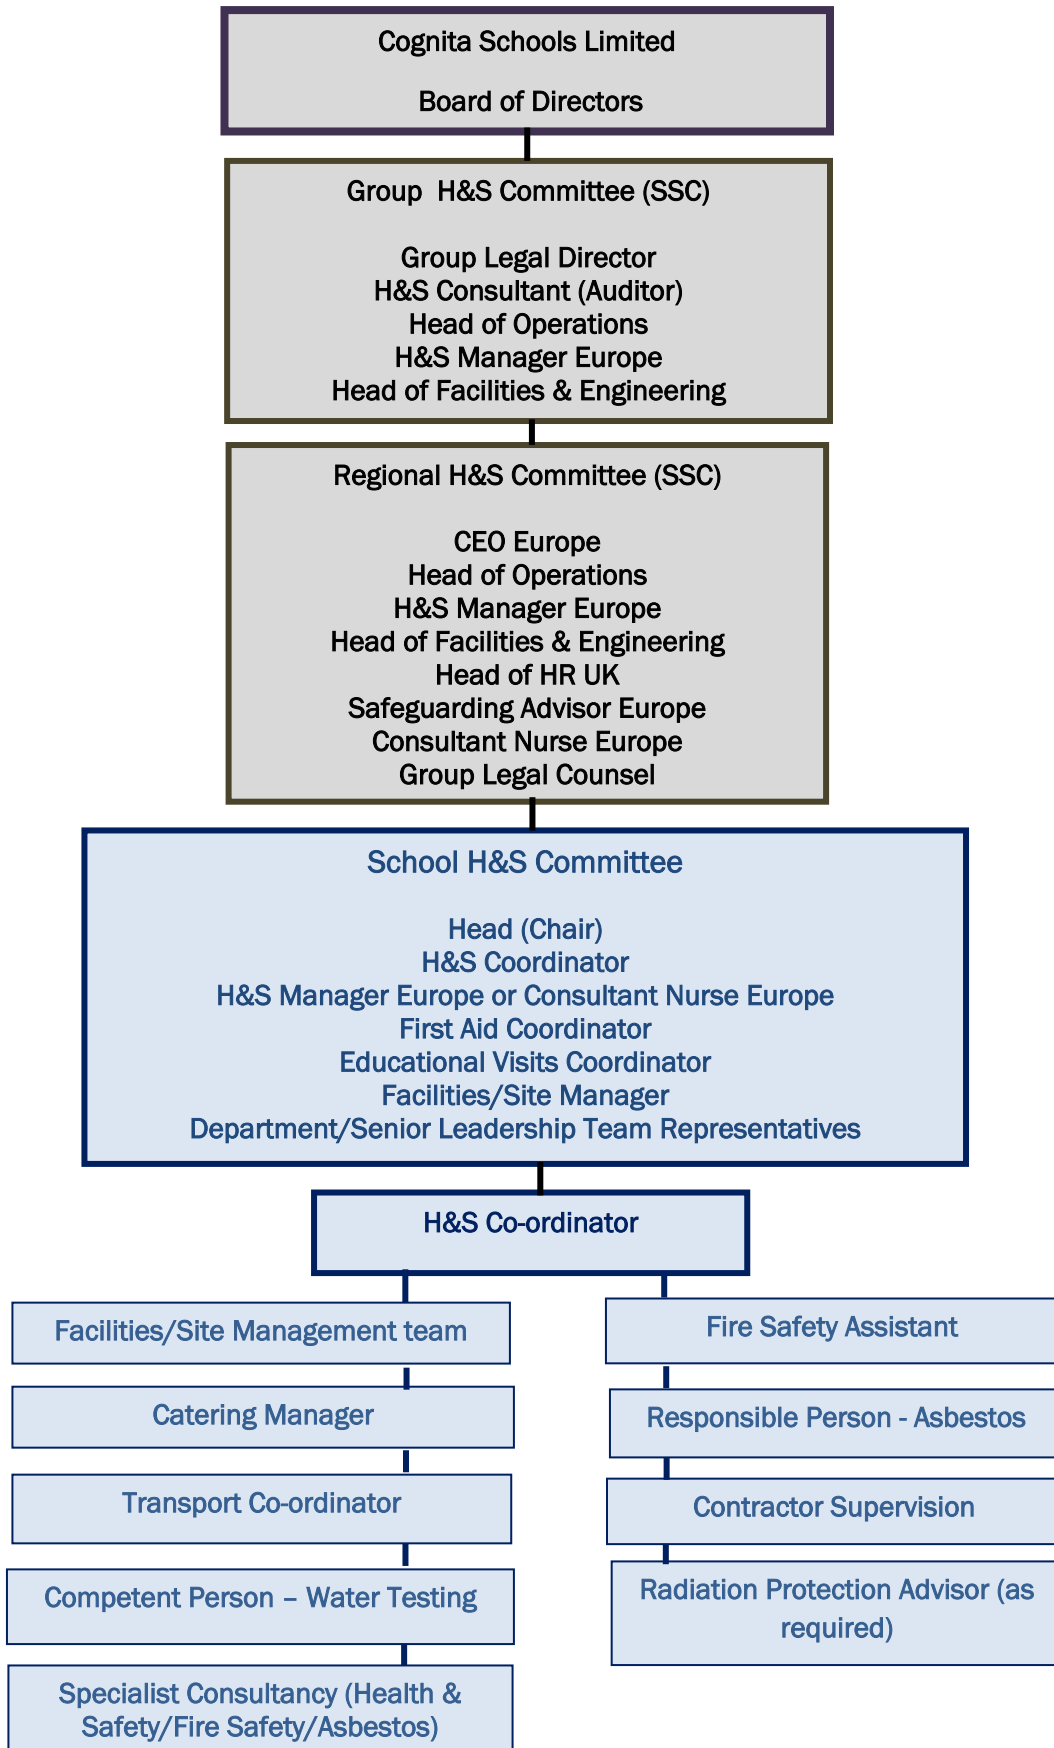 Cognita Schools Limited
Board of Directors
Group H&S Committee (SSC)
Group Legal Director
H&S Consultant (Auditor)
Head of Operations
H&S Manager Europe
Head of Facilities & Engineering
Regional H&S Committee (SSC)
CEO Europe
Head of Operations
H&S Manager Europe
Head of Facilities & Engineering
Head of HR UK
Safeguarding Advisor Europe
Consultant Nurse Europe
Group Legal Counsel
School H&S Committee
Head (Chair)
H&S Coordinator
H&S Manager Europe or Consultant Nurse Europe
First Aid Coordinator
Educational Visits Coordinator
Facilities/Site Manager
Department/Senior Leadership Team Representatives
H&S Co-ordinator
Facilities/Site Management team
Catering Manager
Transport Co-ordinator
Competent Person – Water Testing
Specialist Consultancy (Health &
Safety/Fire Safety/Asbestos)
Fire Safety Assistant
Responsible Person - Asbestos
Contractor Supervision
Radiation Protection Advisor (as
required)